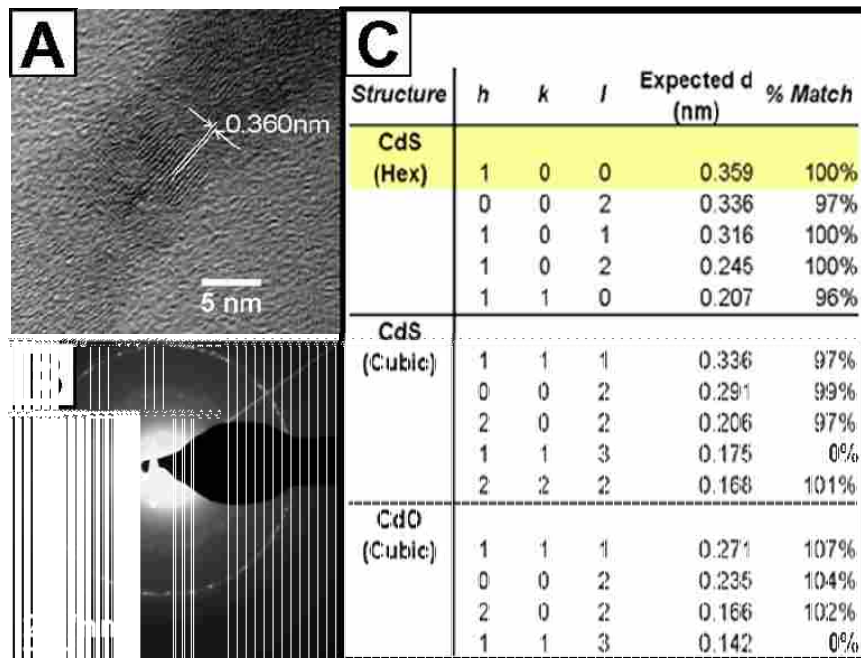 A
0.360nm
5 nm
C
Structure h k l Expected d (nm) % Match
CdS (Hex) 1 0 0 0.359 100%
0 0 2 0.336 97%
1 0 1 0.316 100%
1 0 2 0.245 100%
1 1 0 0.207 96%
CdS (Cubic) 1 1 1 0.336 97%
0 0 2 0.291 99%
2 0 2 0.206 97%
1 1 3 0.175 0%
2 2 2 0.168 101%
CdO (Cubic) 1 1 1 0.271 107%
0 0 2 0.235 104%
2 0 2 0.166 102%
1 1 3 0.142 0%